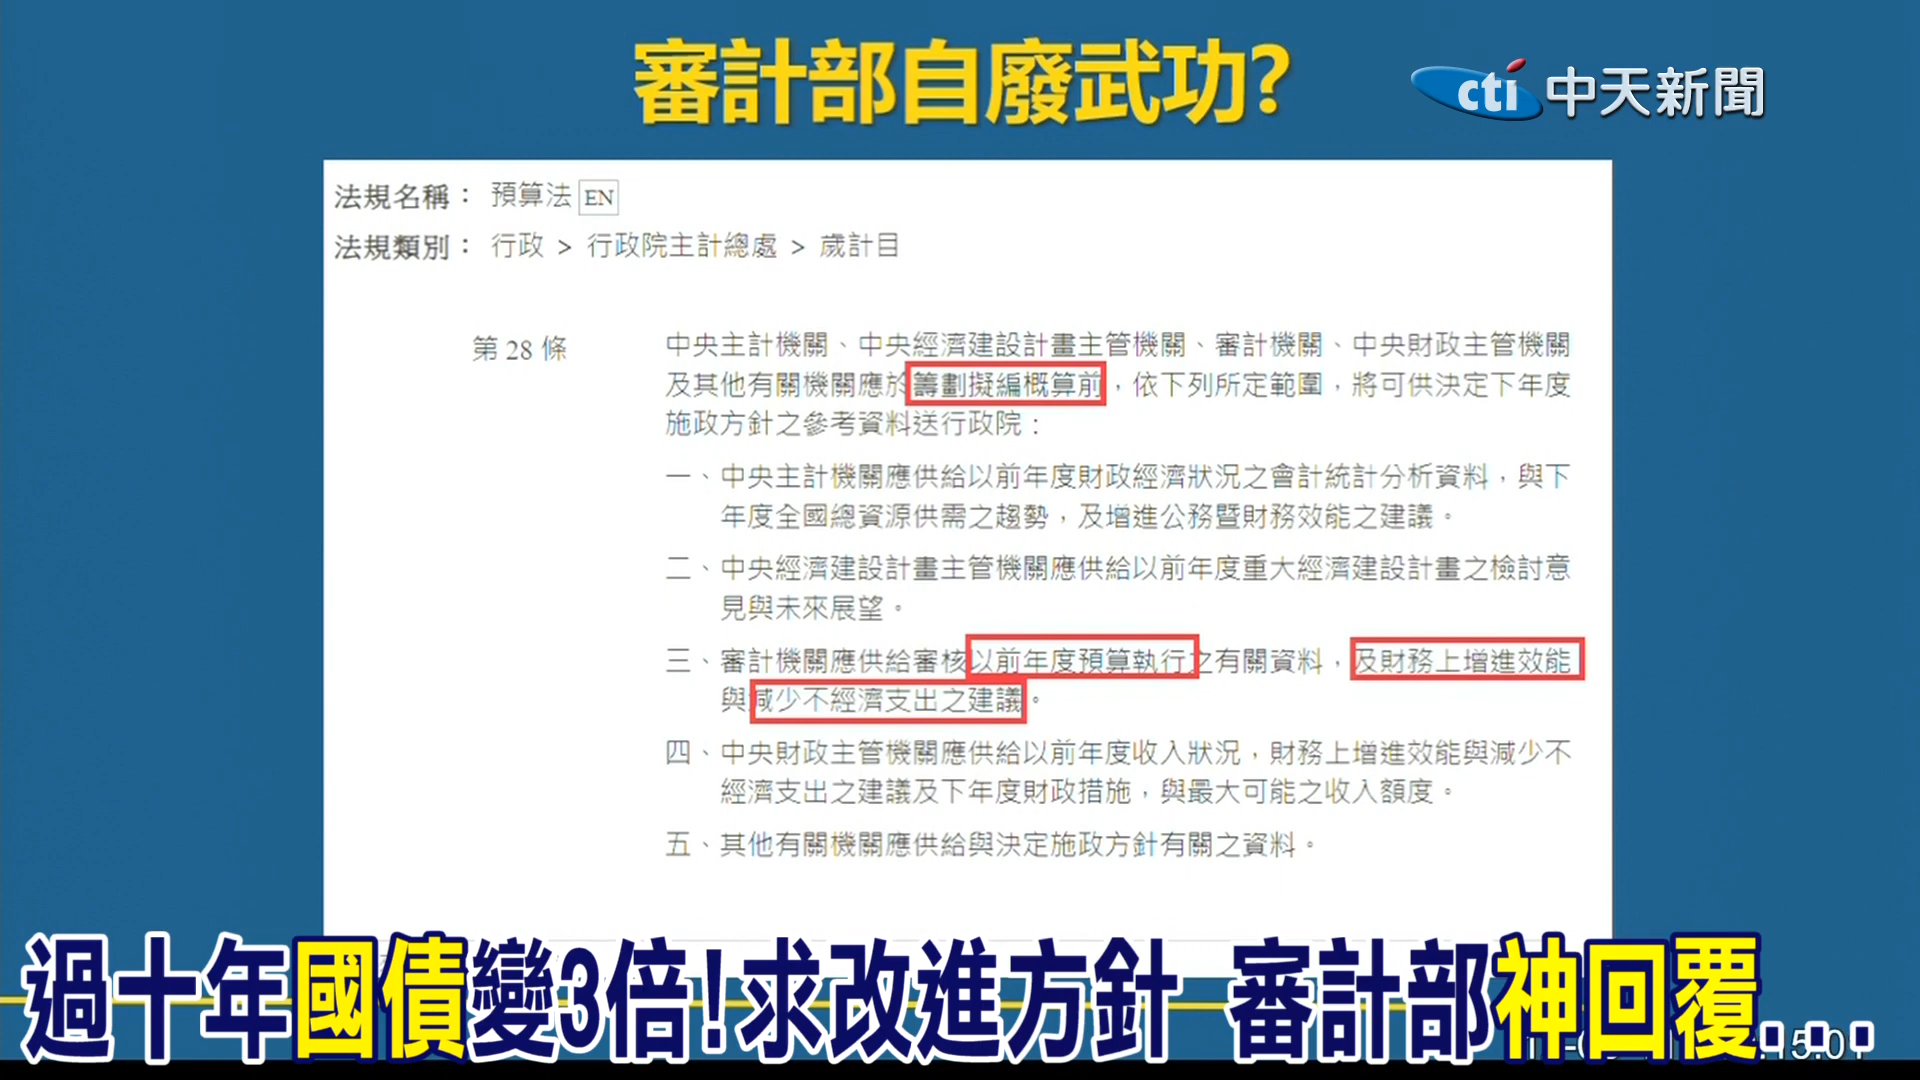 審計部自廢武功?
cti 中天新聞
法規名稱： 預算法 EN
法規類別： 行政 > 行政院主計總處 > 歲計目
第 28 條
中央主計機關、中央經濟建設計畫主管機關、審計機關、中央財政主管機關
及其他有關機關應於籌劃擬編概算前，依下列所定範圍，將可供決定下年度
施政方針之參考資料送行政院：
一、中央主計機關應供給以前年度財政經濟狀況之會計統計分析資料，與下
年度全國總資源供需之趨勢，及增進公務暨財務效能之建議。
二、中央經濟建設計畫主管機關應供給以前年度重大經濟建設計畫之檢討意
見與未來展望。
三、審計機關應供給審核以前年度預算執行之有關資料，及財務上增進效能
與減少不經濟支出之建議。
四、中央財政主管機關應供給以前年度收入狀況，財務上增進效能與減少不
經濟支出之建議及下年度財政措施，與最大可能之收入額度。
五、其他有關機關應供給與決定施政方針有關之資料。
過十年國債變3倍!求改進方針 審計部神回覆...